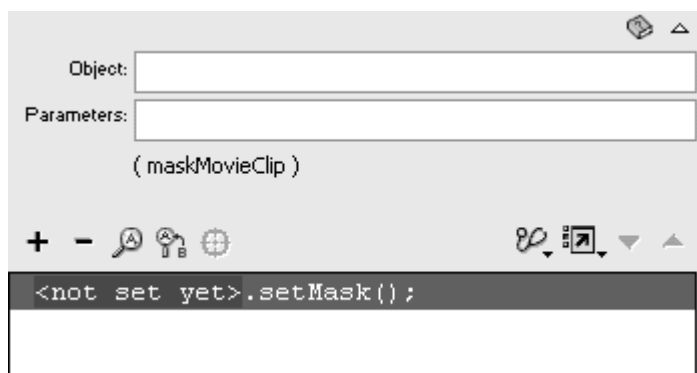 Object:
Parameters:
( maskMovieClip )
<not set yet>.setMask();